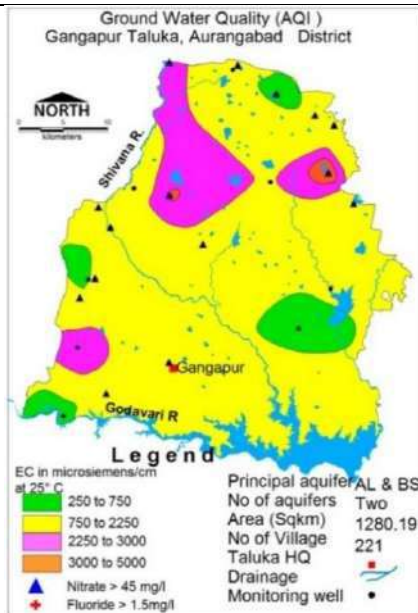 Ground Water Quality (AQI )
Gangapur Taluka, Aurangabad District
NORTH
0 5 10
kilometers
Shivana R.
Gangapur
Godavari R
Legend
EC in microsiemens/cm
at 25° C
250 to 750
750 to 2250
2250 to 3000
3000 to 5000
Nitrate > 45 mg/l
Fluoride > 1.5mg/l
Principal aquifer AL & BS
No of aquifers Two
Area (Sqkm) 1280.19
No of Village 221
Taluka HQ
Drainage
Monitoring well